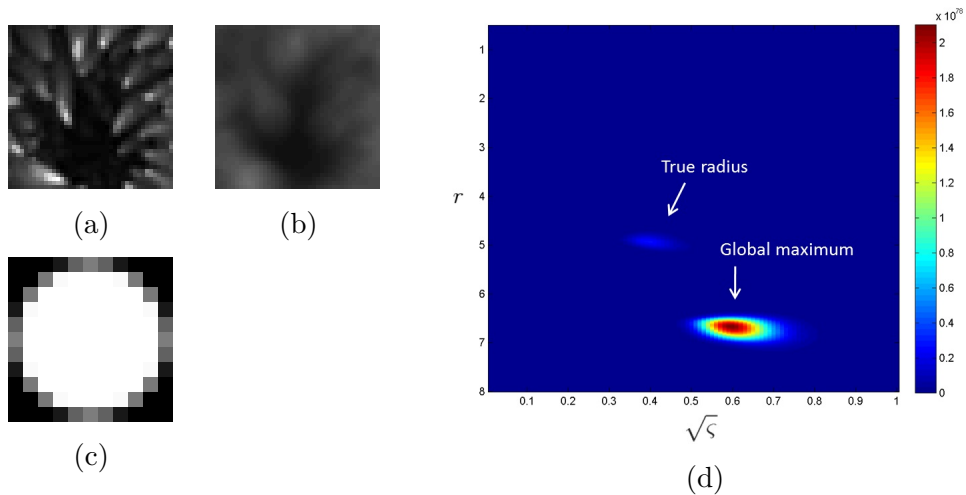 (a)
(b)
(c)
x 10^78
2
1.8
1.6
1.4
1.2
1
0.8
0.6
0.4
0.2
0
1
2
3
4
5
6
7
8
r
True radius
Global maximum
0.1 0.2 0.3 0.4 0.5 0.6 0.7 0.8 0.9 1
√ς
(d)